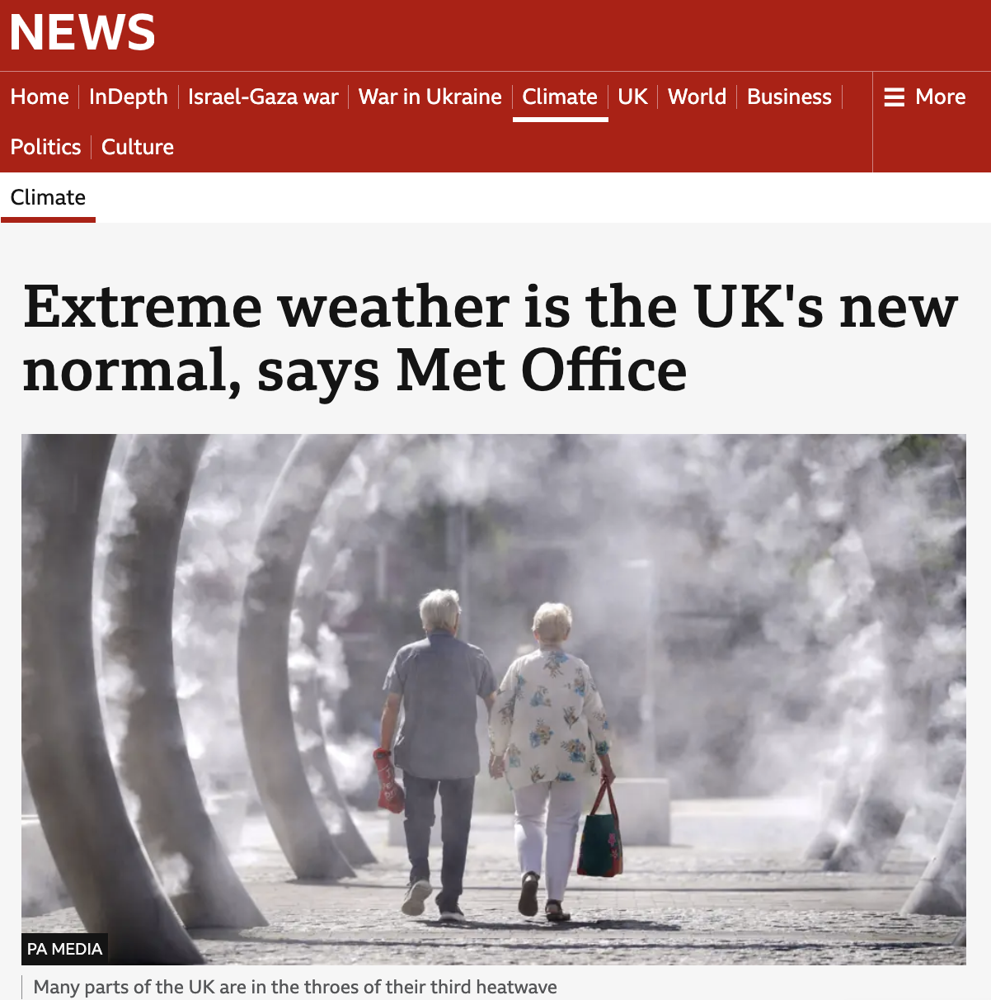 NEWS
Home InDepth Israel-Gaza war War in Ukraine Climate UK World Business More
Politics Culture
Climate
Extreme weather is the UK's new
normal, says Met Office
PA MEDIA
Many parts of the UK are in the throes of their third heatwave